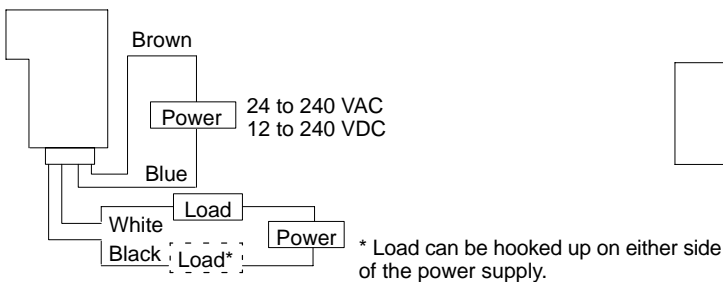 Brown
24 to 240 VAC
Power
12 to 240 VDC
Blue
Load
White
Power
Black
Load*
* Load can be hooked up on either side
of the power supply.